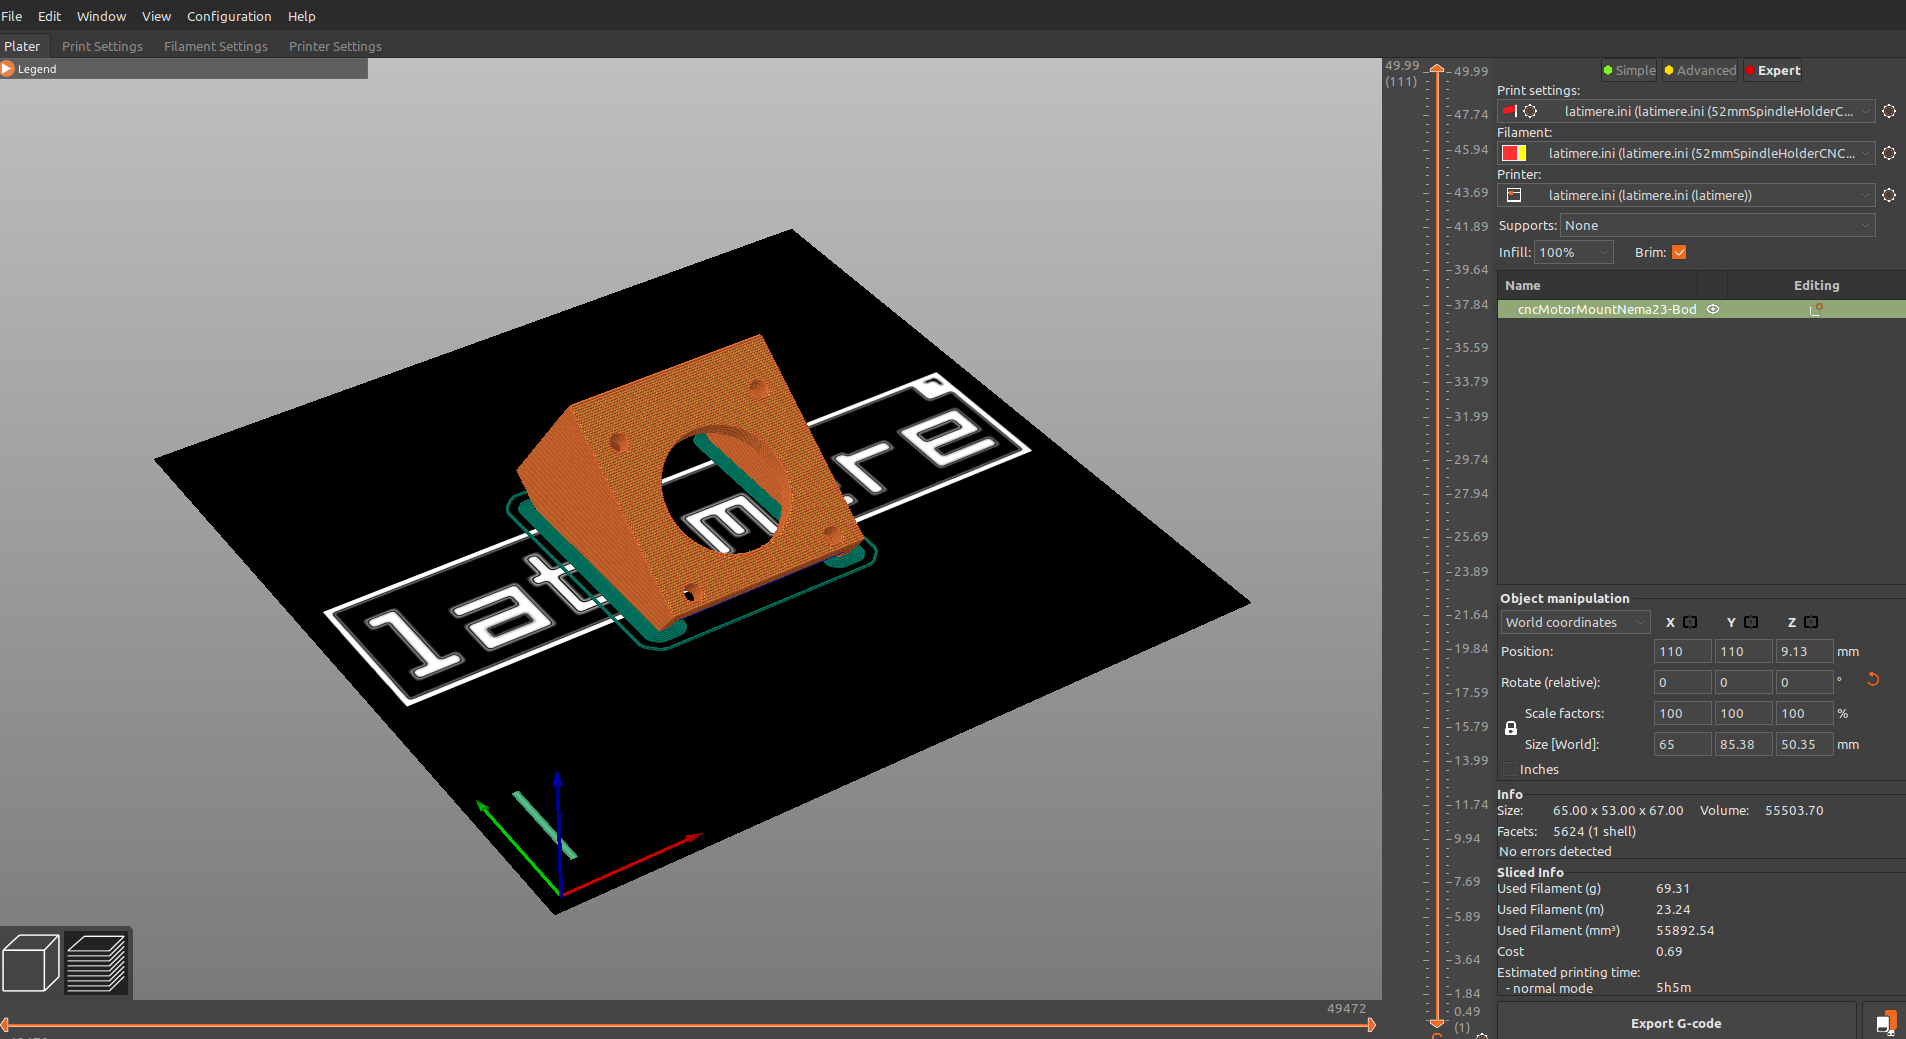 File Edit Window View Configuration Help
Plater Print Settings Filament Settings Printer Settings
Legend
latimere
49472
49.99
(111)
49.99
47.74
45.94
43.69
41.89
39.64
37.84
35.59
33.79
31.99
29.74
27.94
25.69
23.89
21.64
19.84
17.59
15.79
13.99
11.74
9.94
7.69
5.89
3.64
1.84
0.49
(1)
Simple Advanced Expert
Print settings:
latimere.ini (latimere.ini (52mmSpindleHolderC...
Filament:
latimere.ini (latimere.ini (52mmSpindleHolderCNC...
Printer:
latimere.ini (latimere.ini (latimere))
Supports: None
Infill: 100% Brim:
Name Editing
cncMotorMountNema23-Bod
Object manipulation
World coordinates X Y Z
Position: 110 110 9.13 mm
Rotate (relative): 0 0 0 °
Scale factors: 100 100 100 %
Size [World]: 65 85.38 50.35 mm
Inches
Info
Size: 65.00 x 53.00 x 67.00 Volume: 55503.70
Facets: 5624 (1 shell)
No errors detected
Sliced Info
Used Filament (g) 69.31
Used Filament (m) 23.24
Used Filament (mm³) 55892.54
Cost 0.69
Estimated printing time:
- normal mode 5h5m
Export G-code